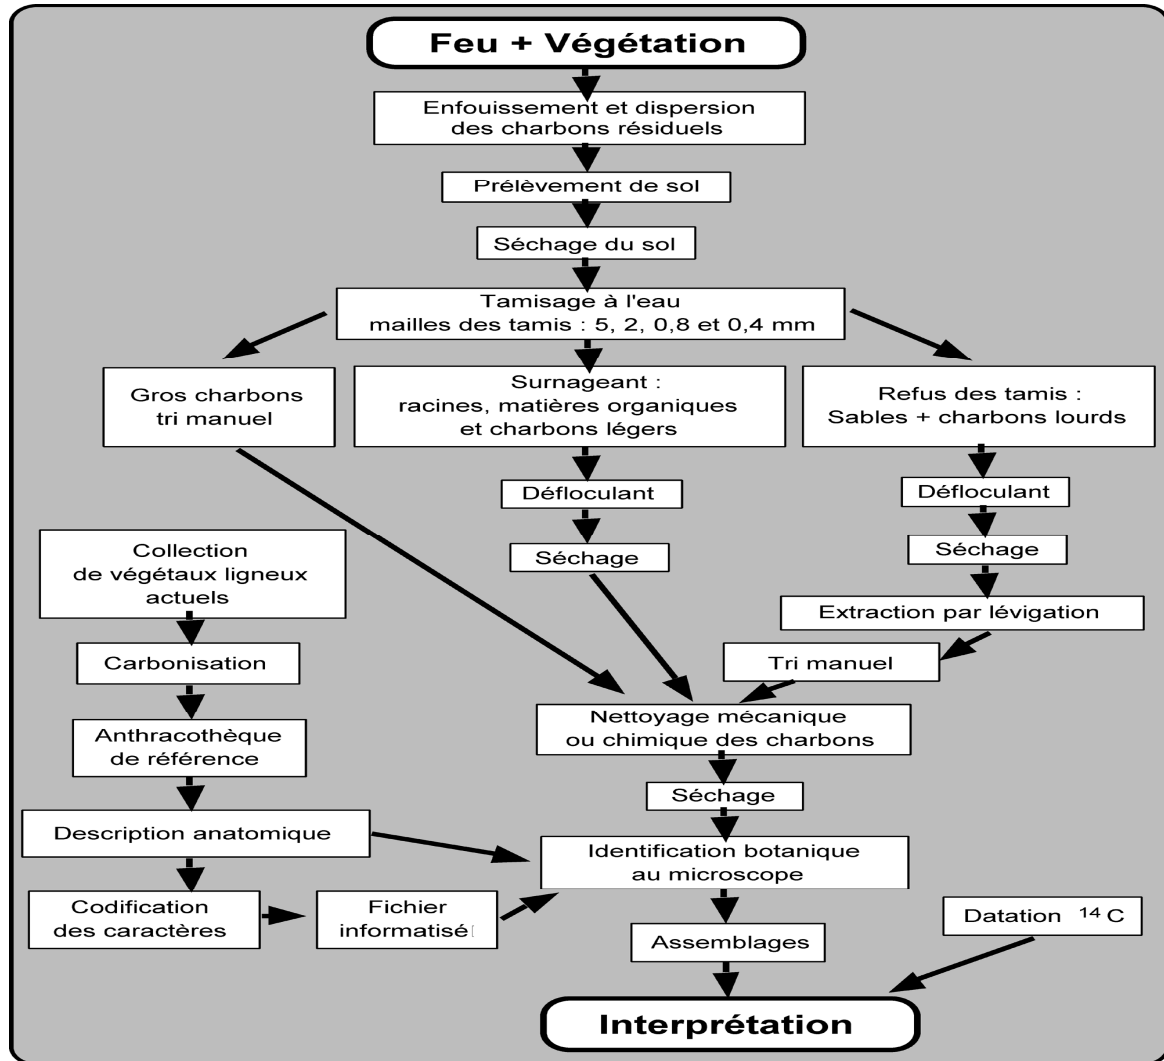 Feu + Végétation
Enfouissement et dispersion
des charbons résiduels
Prélèvement de sol
Séchage du sol
Tamisage à l'eau
mailles des tamis : 5, 2, 0,8 et 0,4 mm
Gros charbons
tri manuel
Surnageant :
racines, matières organiques
et charbons légers
Refus des tamis :
Sables + charbons lourds
Défloculant
Défloculant
Séchage
Séchage
Collection
de végétaux ligneux
actuels
Extraction par lévigation
Carbonisation
Tri manuel
Anthracothèque
de référence
Nettoyage mécanique
ou chimique des charbons
Séchage
Description anatomique
Identification botanique
au microscope
Codification
des caractères
Fichier
informatisé
Datation ¹⁴C
Assemblages
Interprétation